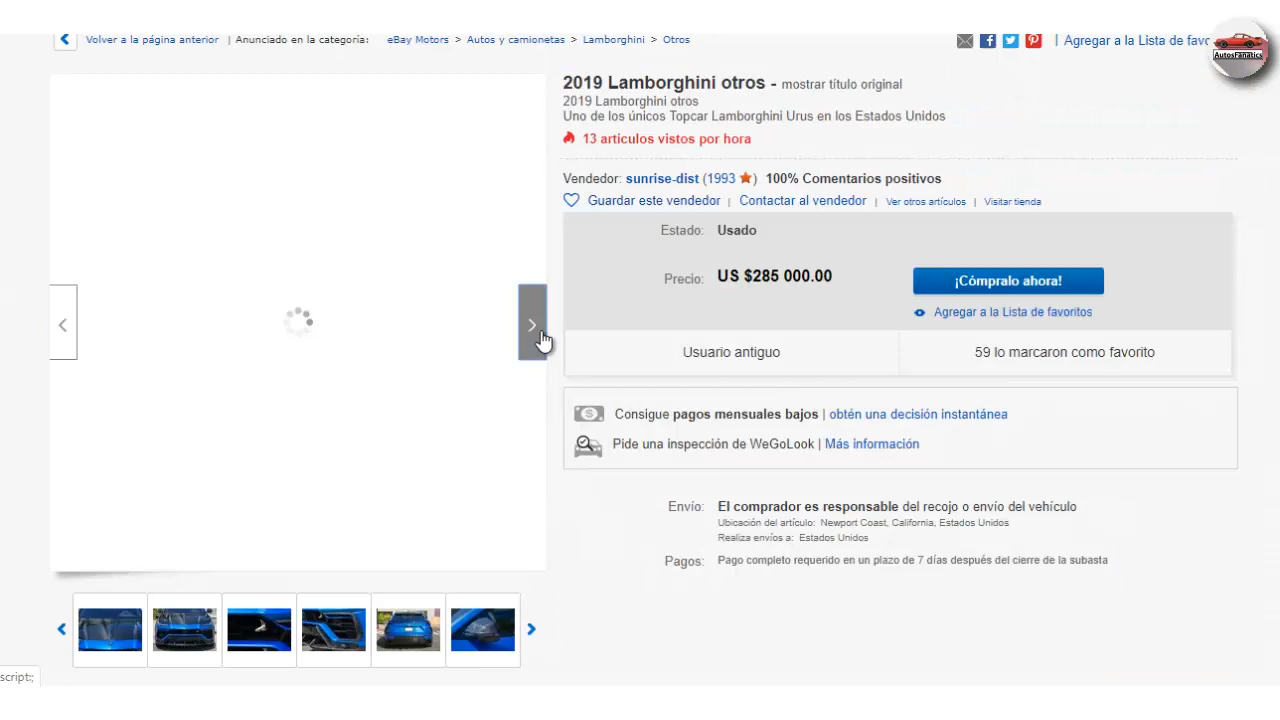 Volver a la página anterior | Anunciado en la categoría: eBay Motors > Autos y camionetas > Lamborghini > Otros
| Agregar a la Lista de favo
AutosFanatics
2019 Lamborghini otros - mostrar título original
2019 Lamborghini otros
Uno de los únicos Topcar Lamborghini Urus en los Estados Unidos
13 artículos vistos por hora
Vendedor: sunrise-dist (1993 ) 100% Comentarios positivos
Guardar este vendedor | Contactar al vendedor | Ver otros artículos | Visitar tienda
Estado: Usado
Precio: US $285 000.00
¡Cómpralo ahora!
Agregar a la Lista de favoritos
Usuario antiguo
59 lo marcaron como favorito
Consigue pagos mensuales bajos | obtén una decisión instantánea
Pide una inspección de WeGoLook | Más información
Envío: El comprador es responsable del recojo o envío del vehículo
Ubicación del artículo: Newport Coast, California, Estados Unidos
Realiza envíos a: Estados Unidos
Pagos: Pago completo requerido en un plazo de 7 días después del cierre de la subasta
script:;